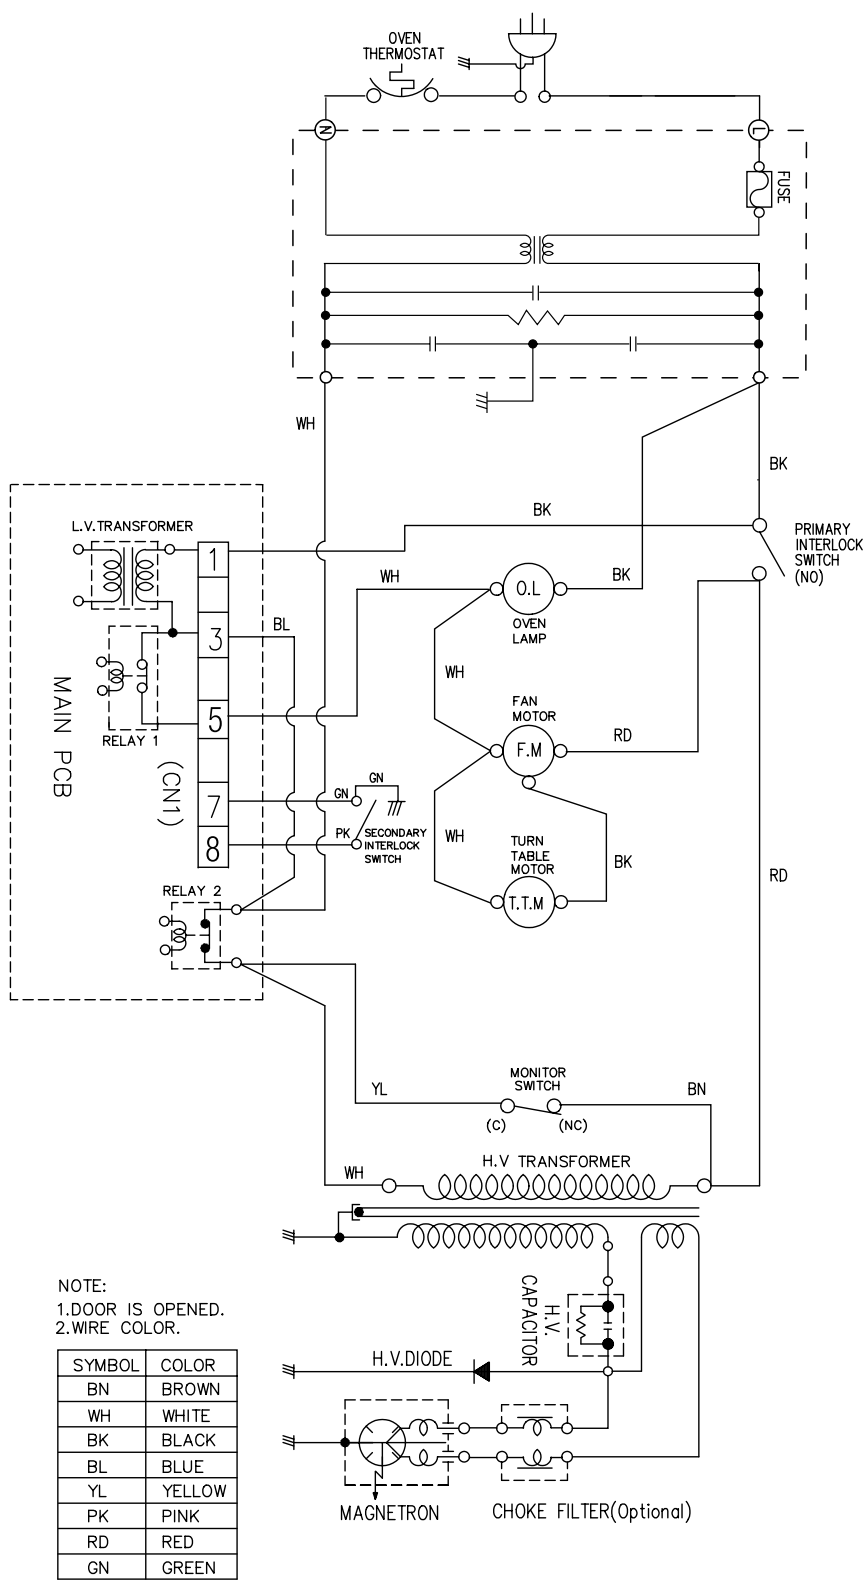 OVEN
THERMOSTAT
N
L
FUSE
WH
BK
BK
L.V.TRANSFORMER
1
PRIMARY
INTERLOCK
SWITCH
(NO)
WH
O.L
BK
OVEN
LAMP
3
BL
WH
MAIN PCB
FAN
MOTOR
5
RELAY 1
F.M
RD
(CN1)
GN
GN
7
PK
SECONDARY
INTERLOCK
SWITCH
8
WH
TURN
TABLE
MOTOR
BK
RD
RELAY 2
T.T.M
MONITOR
SWITCH
YL
BN
(C)
(NC)
H.V TRANSFORMER
WH
H.V.
CAPACITOR
H.V.DIODE
MAGNETRON
CHOKE FILTER(Optional)
NOTE:
1.DOOR IS OPENED.
2.WIRE COLOR.
SYMBOL COLOR
BN BROWN
WH WHITE
BK BLACK
BL BLUE
YL YELLOW
PK PINK
RD RED
GN GREEN